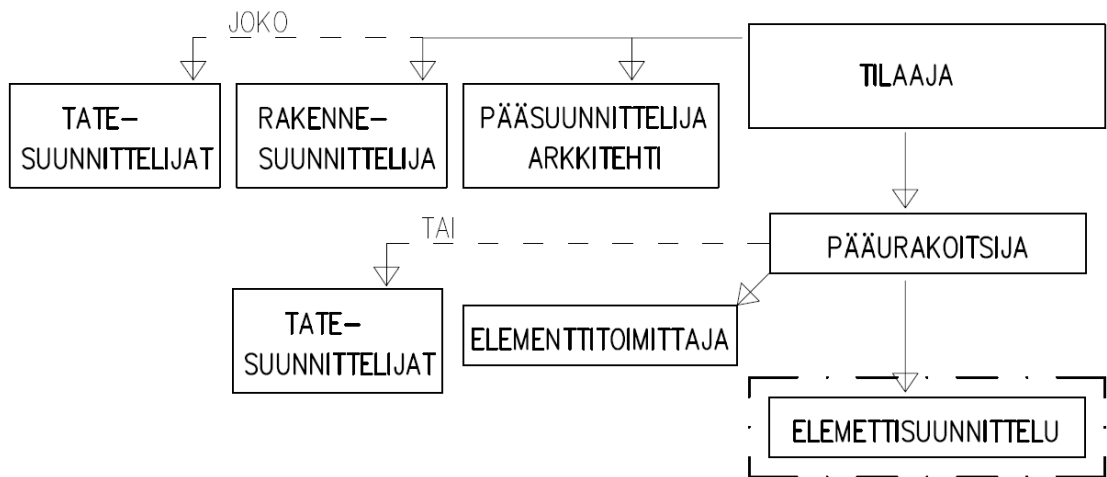 JOKO
TILAAJA
TATE-
SUUNNITTELIJAT
RAKENNE-
SUUNNITTELIJA
PÄÄSUUNNITTELIJA
ARKKITEHTI
TAI
PÄÄURAKOITSIJA
TATE-
SUUNNITTELIJAT
ELEMENTTITOIMITTAJA
ELEMETTISUUNNITTELU